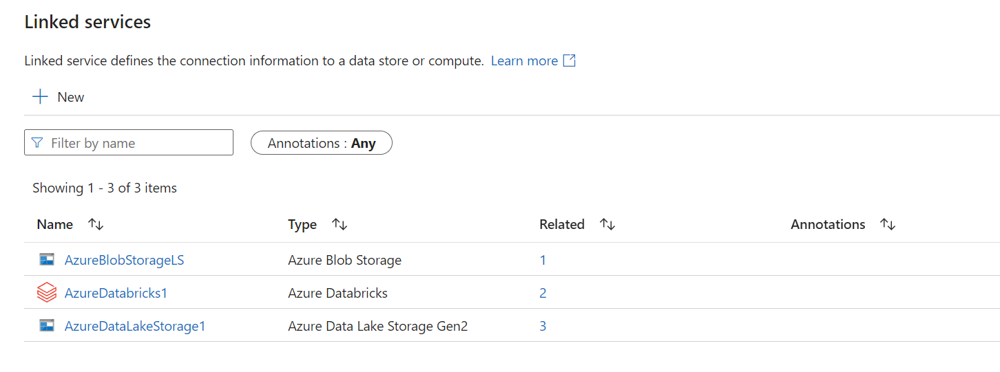 Linked services
Linked service defines the connection information to a data store or compute. Learn more
New
Filter by name Annotations : Any
Showing 1 - 3 of 3 items
Name Type Related Annotations
AzureBlobStorageLS Azure Blob Storage 1
AzureDatabricks1 Azure Databricks 2
AzureDataLakeStorage1 Azure Data Lake Storage Gen2 3